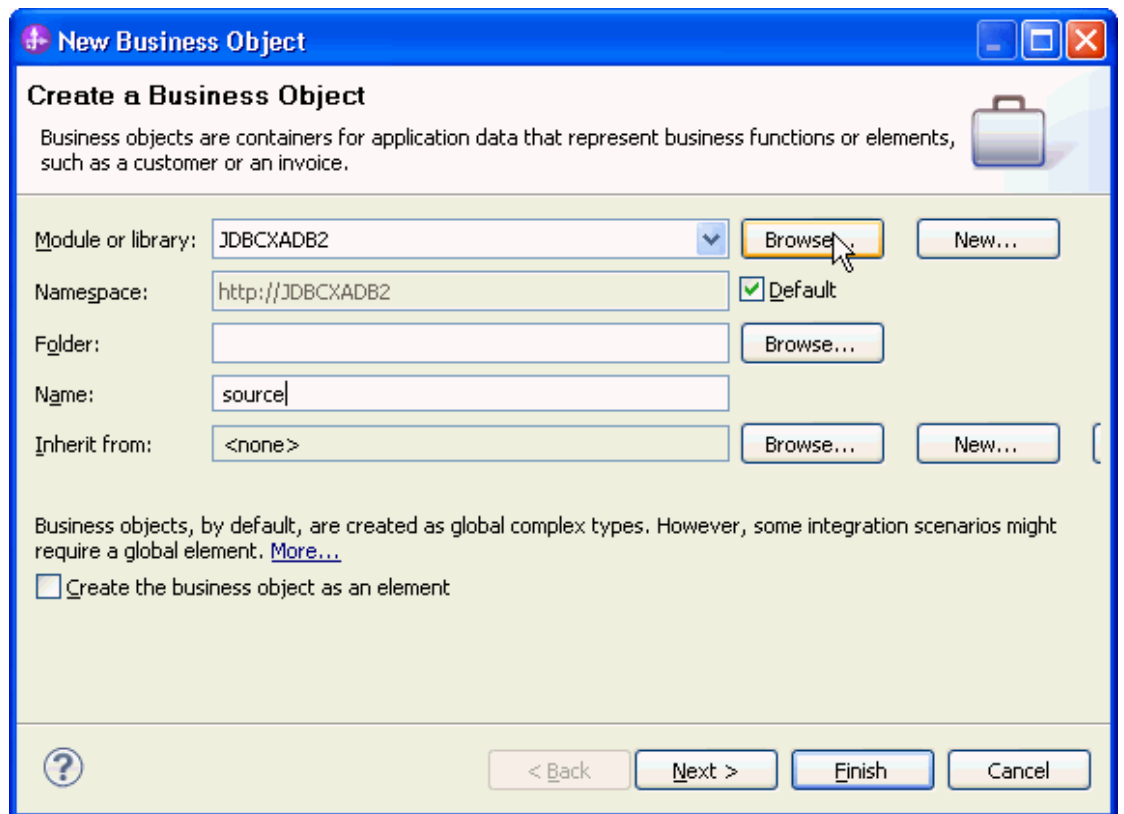 New Business Object
Create a Business Object
Business objects are containers for application data that represent business functions or elements,
such as a customer or an invoice.
Module or library: JDBCXADB2 Browse... New...
Namespace: http://JDBCXADB2 Default
Folder: Browse...
Name: source
Inherit from: <none> Browse... New...
Business objects, by default, are created as global complex types. However, some integration scenarios might
require a global element. More...
Create the business object as an element
? < Back Next > Finish Cancel